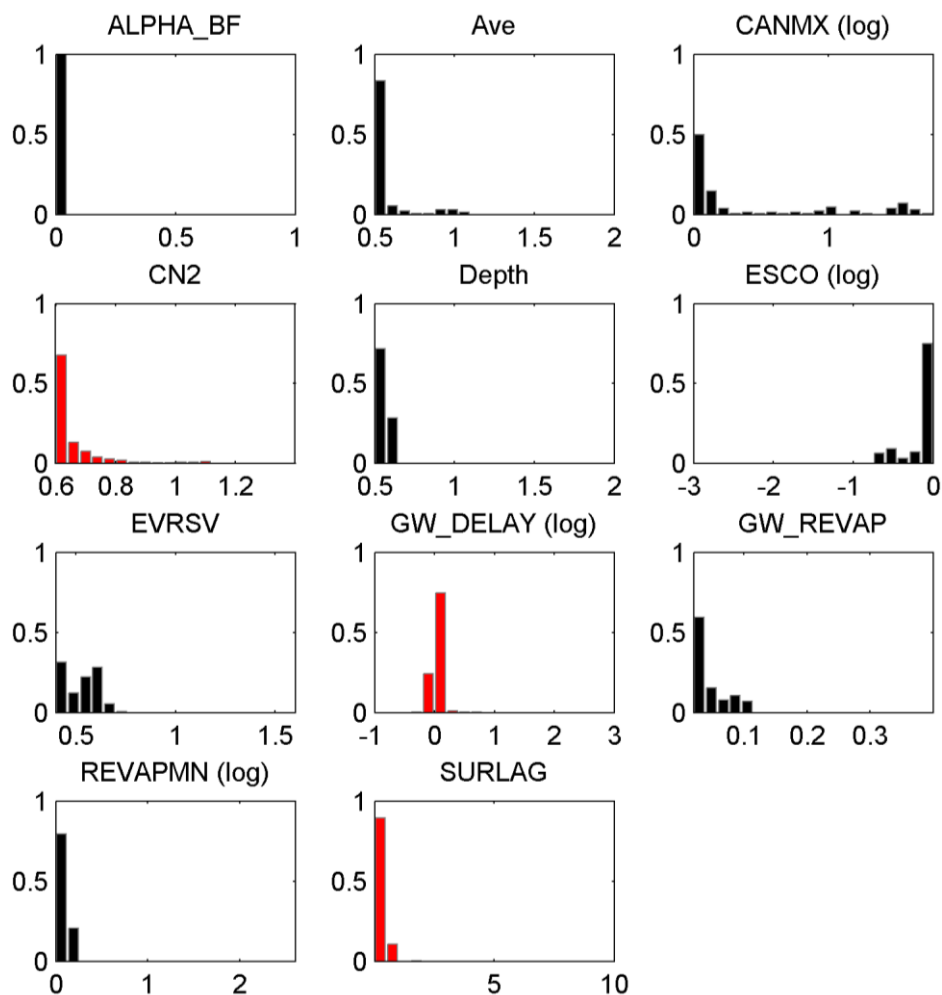 ALPHA_BF Ave CANMX (log)
1 1 1
0.5 0.5 0.5
0 0 0
0 0.5 1 0.5 1 1.5 2 0 1
CN2 Depth ESCO (log)
1 1 1
0.5 0.5 0.5
0 0 0
0.6 0.8 1 1.2 0.5 1 1.5 2 -3 -2 -1 0
EVRSV GW_DELAY (log) GW_REVAP
1 1 1
0.5 0.5 0.5
0 0 0
0.5 1 1.5 -1 0 1 2 3 0.1 0.2 0.3
REVAPMN (log) SURLAG
1 1
0.5 0.5
0 0
0 1 2 5 10